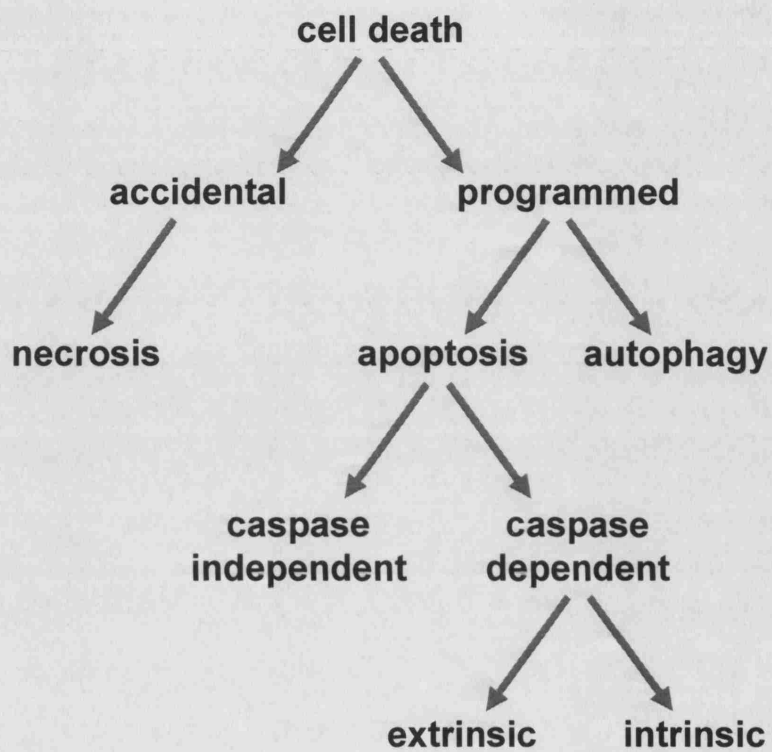 cell death
accidental programmed
necrosis apoptosis autophagy
caspase independent caspase dependent
extrinsic intrinsic